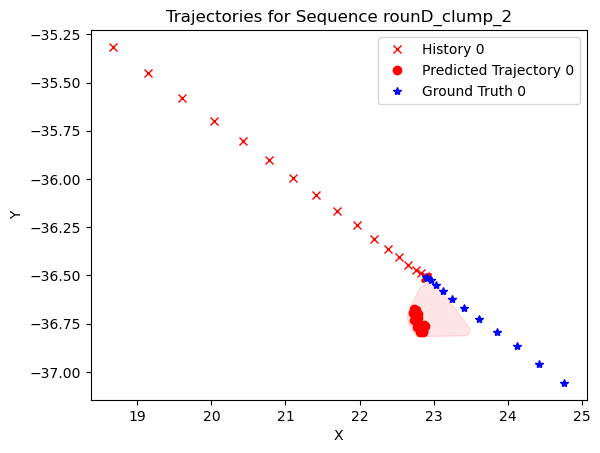 Trajectories for Sequence rounD_clump_2
History 0
Predicted Trajectory 0
Ground Truth 0
Y
−35.25
−35.50
−35.75
−36.00
−36.25
−36.50
−36.75
−37.00
19 20 21 22 23 24 25
X